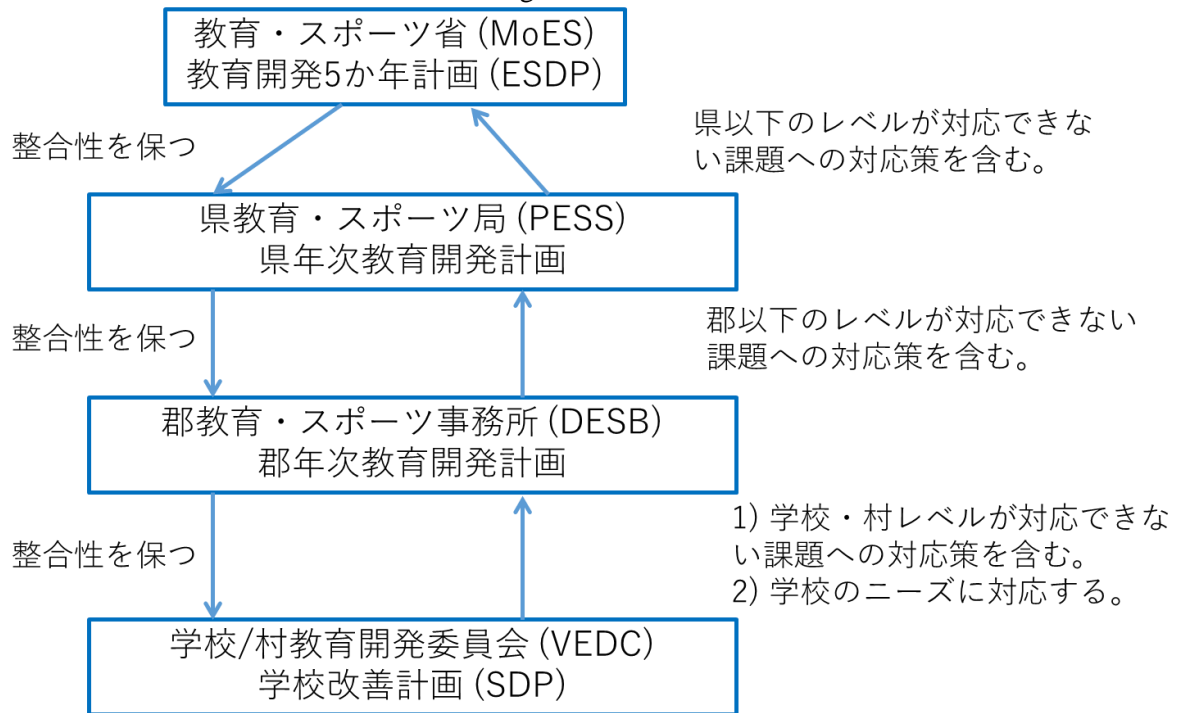 教育・スポーツ省 (MoES)
教育開発5か年計画 (ESDP)
整合性を保つ
県以下のレベルが対応できな
い課題への対応策を含む。
県教育・スポーツ局 (PESS)
県年次教育開発計画
整合性を保つ
郡以下のレベルが対応できない
課題への対応策を含む。
郡教育・スポーツ事務所 (DESB)
郡年次教育開発計画
整合性を保つ
1) 学校・村レベルが対応できな
い課題への対応策を含む。
2) 学校のニーズに対応する。
学校/村教育開発委員会 (VEDC)
学校改善計画 (SDP)